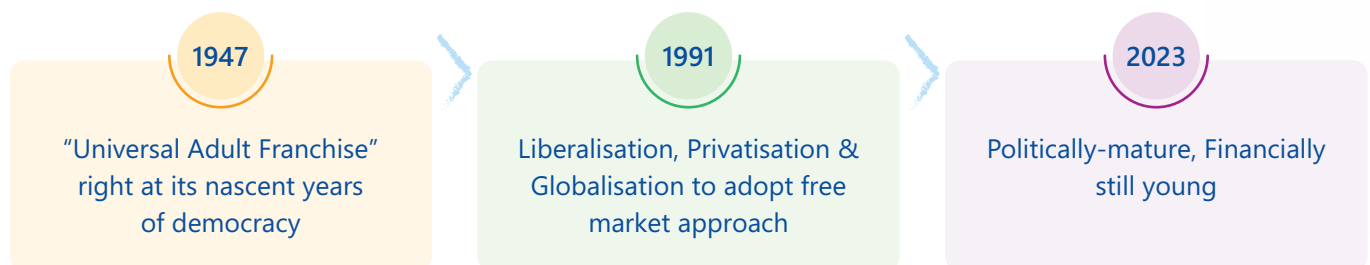 1947
“Universal Adult Franchise”
right at its nascent years
of democracy
1991
Liberalisation, Privatisation &
Globalisation to adopt free
market approach
2023
Politically-mature, Financially
still young